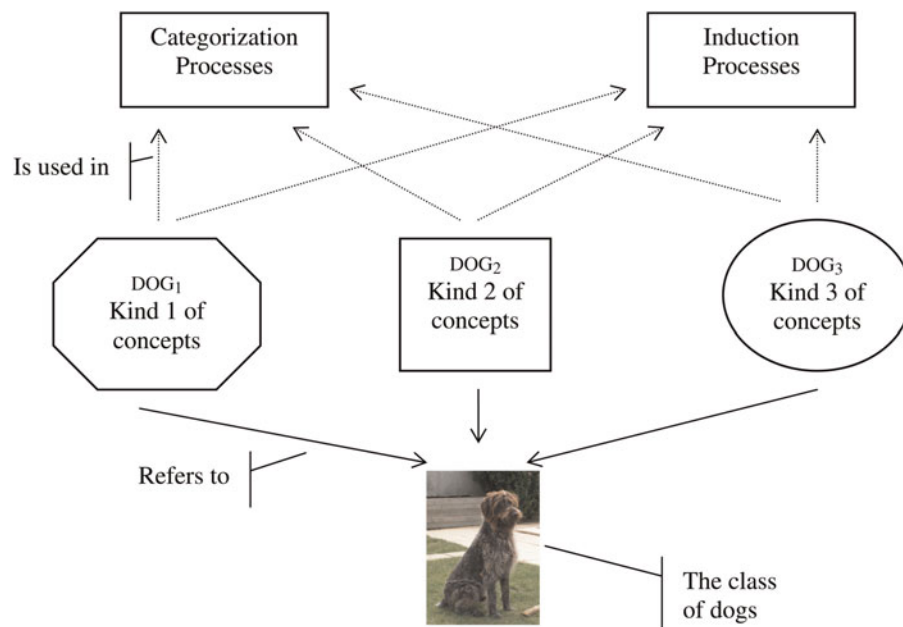 Categorization
Processes
Induction
Processes
Is used in
DOG₁
Kind 1 of
concepts
DOG₂
Kind 2 of
concepts
DOG₃
Kind 3 of
concepts
Refers to
The class
of dogs